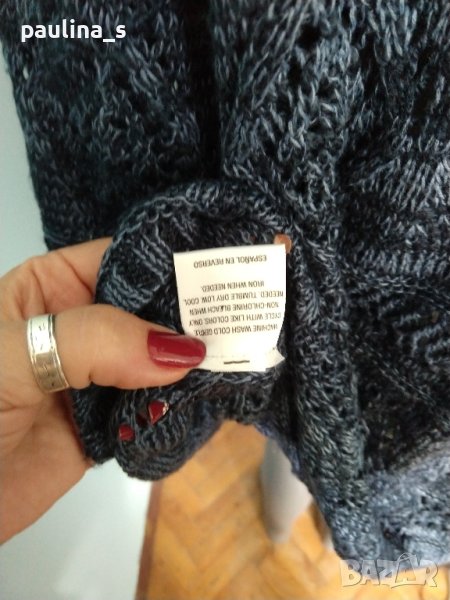 paulina_s
MACHINE WASH COLD GENTLE
CYCLE WITH LIKE COLORS ONLY
NON-CHLORINE BLEACH WHEN
NEEDED. TUMBLE DRY LOW. COOL
IRON WHEN NEEDED.
ESPAÑOL EN REVERSO
BAZAR